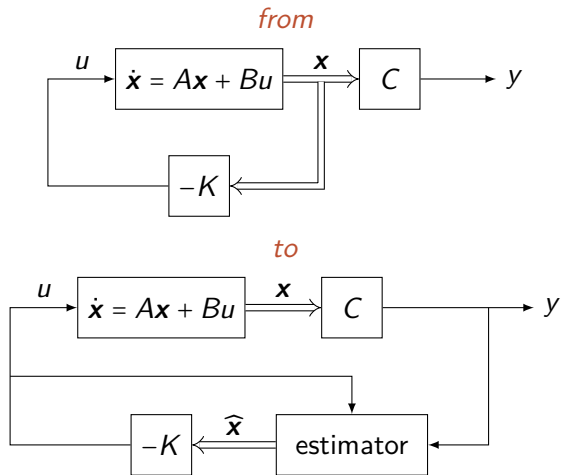 from
u ẋ = Ax + Bu x C y
−K
to
u ẋ = Ax + Bu x C y
−K x̂ estimator